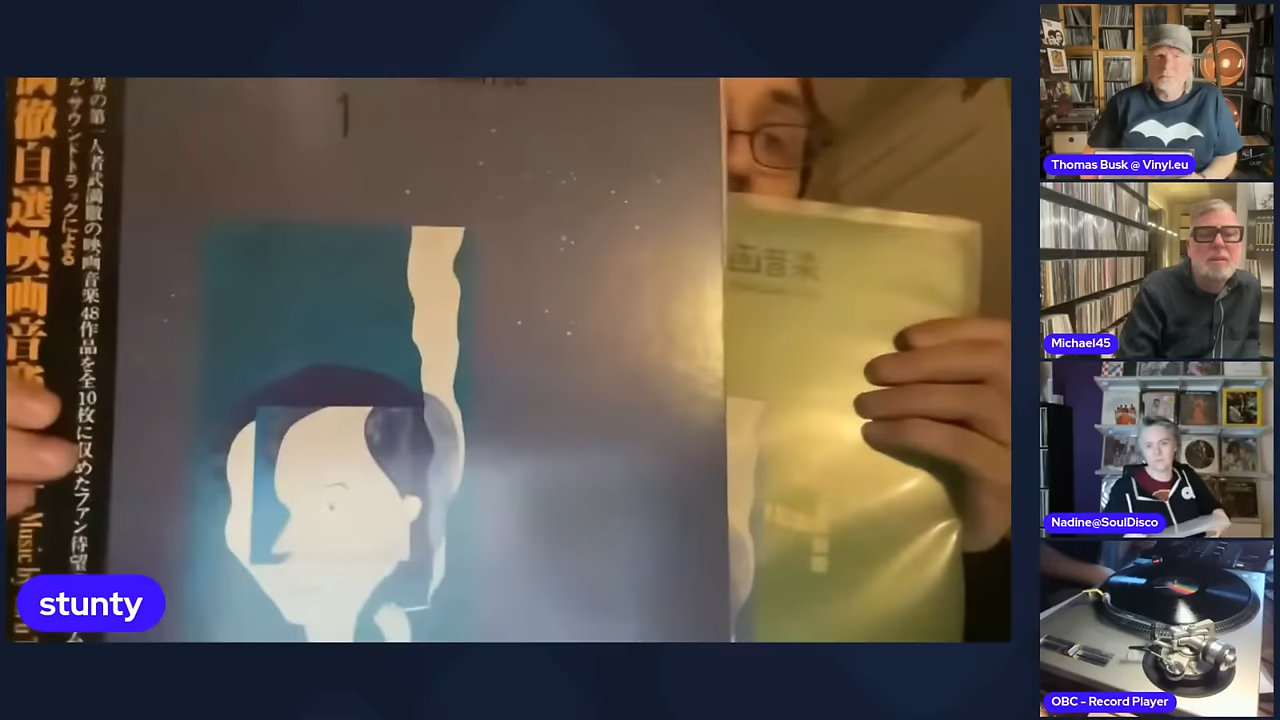 満徹自選映画音楽
界の第一人者武満徹の映画音楽48作品を全10枚に収めたファン待望
ル・サウンドトラックによる
Music
1
画音楽
stunty
Thomas Busk @ Vinyl.eu
Michael45
Nadine@SoulDisco
OBC - Record Player